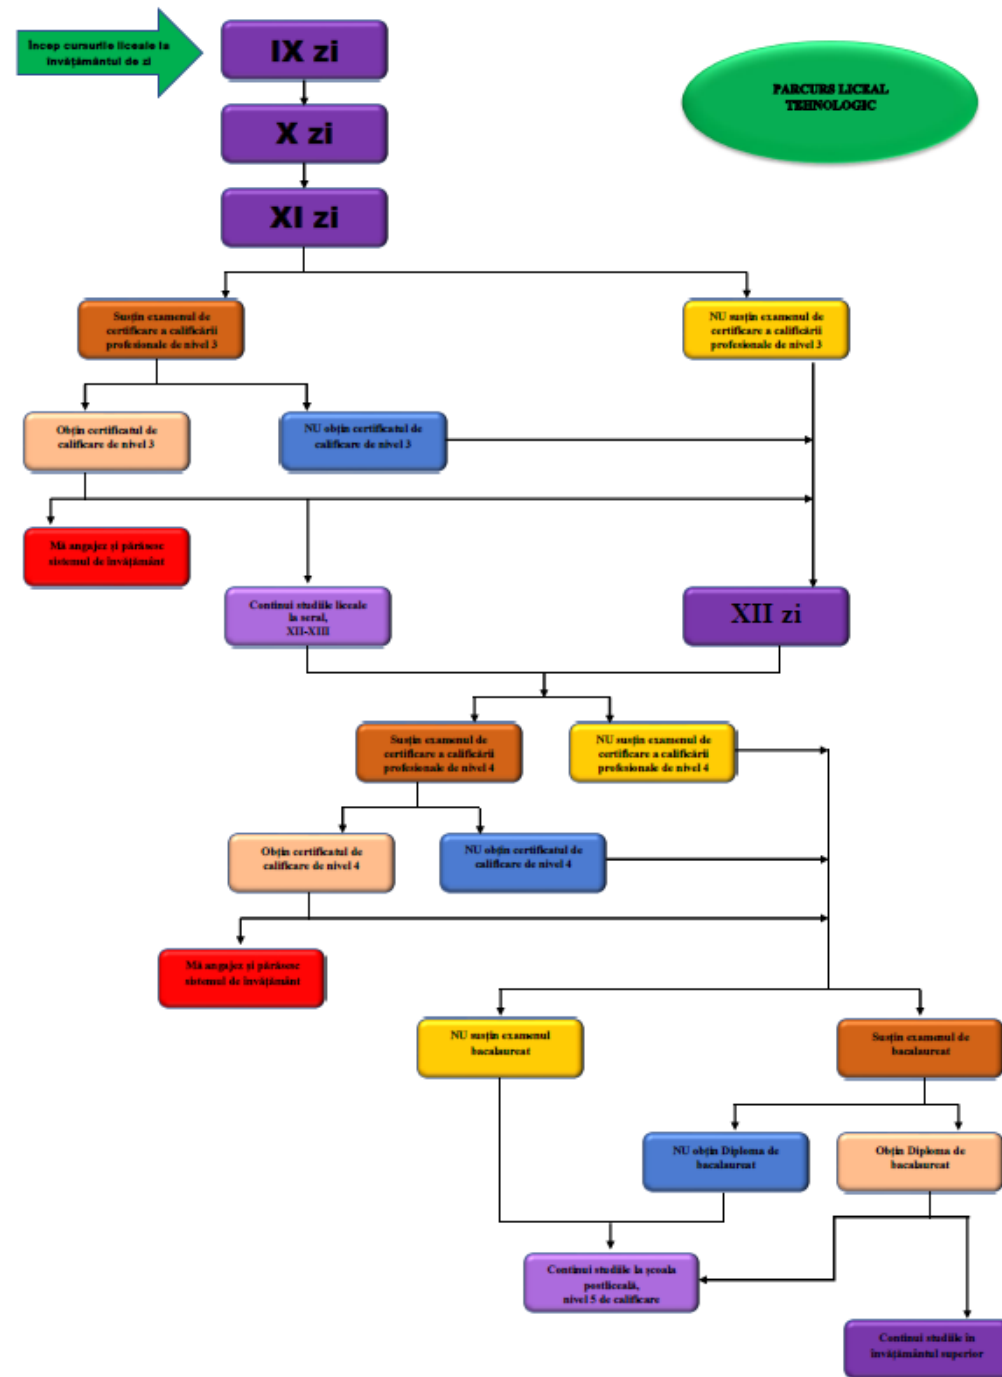 Încep cursurile liceale la
învățământul de zi
IX zi
PARCURS LICEAL
TEHNOLOGIC
X zi
XI zi
Susțin examenul de
certificare a calificării
profesionale de nivel 3
NU susțin examenul de
certificare a calificării
profesionale de nivel 3
Obțin certificatul de
calificare de nivel 3
NU obțin certificatul de
calificare de nivel 3
Mă angajez și părăsesc
sistemul de învățământ
Continui studiile liceale
la seral,
XII-XIII
XII zi
Susțin examenul de
certificare a calificării
profesionale de nivel 4
NU susțin examenul de
certificare a calificării
profesionale de nivel 4
Obțin certificatul de
calificare de nivel 4
NU obțin certificatul de
calificare de nivel 4
Mă angajez și părăsesc
sistemul de învățământ
NU susțin examenul
bacalaureat
Susțin examenul de
bacalaureat
NU obțin Diploma de
bacalaureat
Obțin Diploma de
bacalaureat
Continui studiile la școala
postliceală,
nivel 5 de calificare
Continui studiile în
învățământul superior